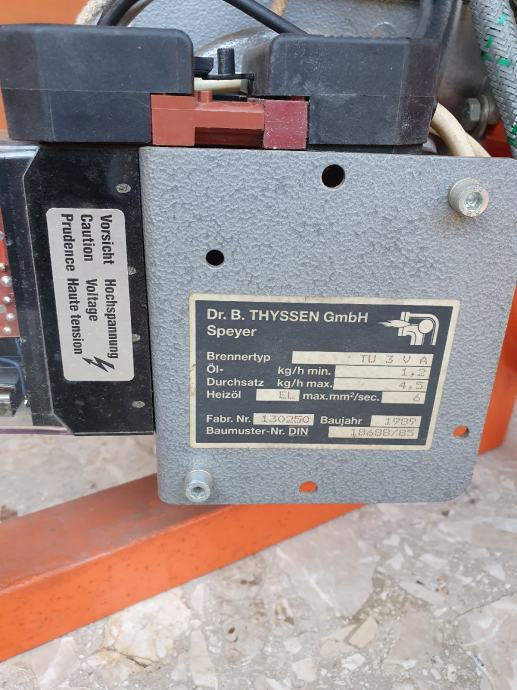 Vorsicht Hochspannung
Caution Voltage
Prudence Haute tension
Dr. B. THYSSEN GmbH
Speyer
Brennertyp TU 3 V A
Öl- kg/h min. 1,2
Durchsatz kg/h max. 4,5
Heizöl EL max.mm²/sec. 6
Fabr. Nr. 130250 Baujahr 1989
Baumuster-Nr. DIN 1G688/85